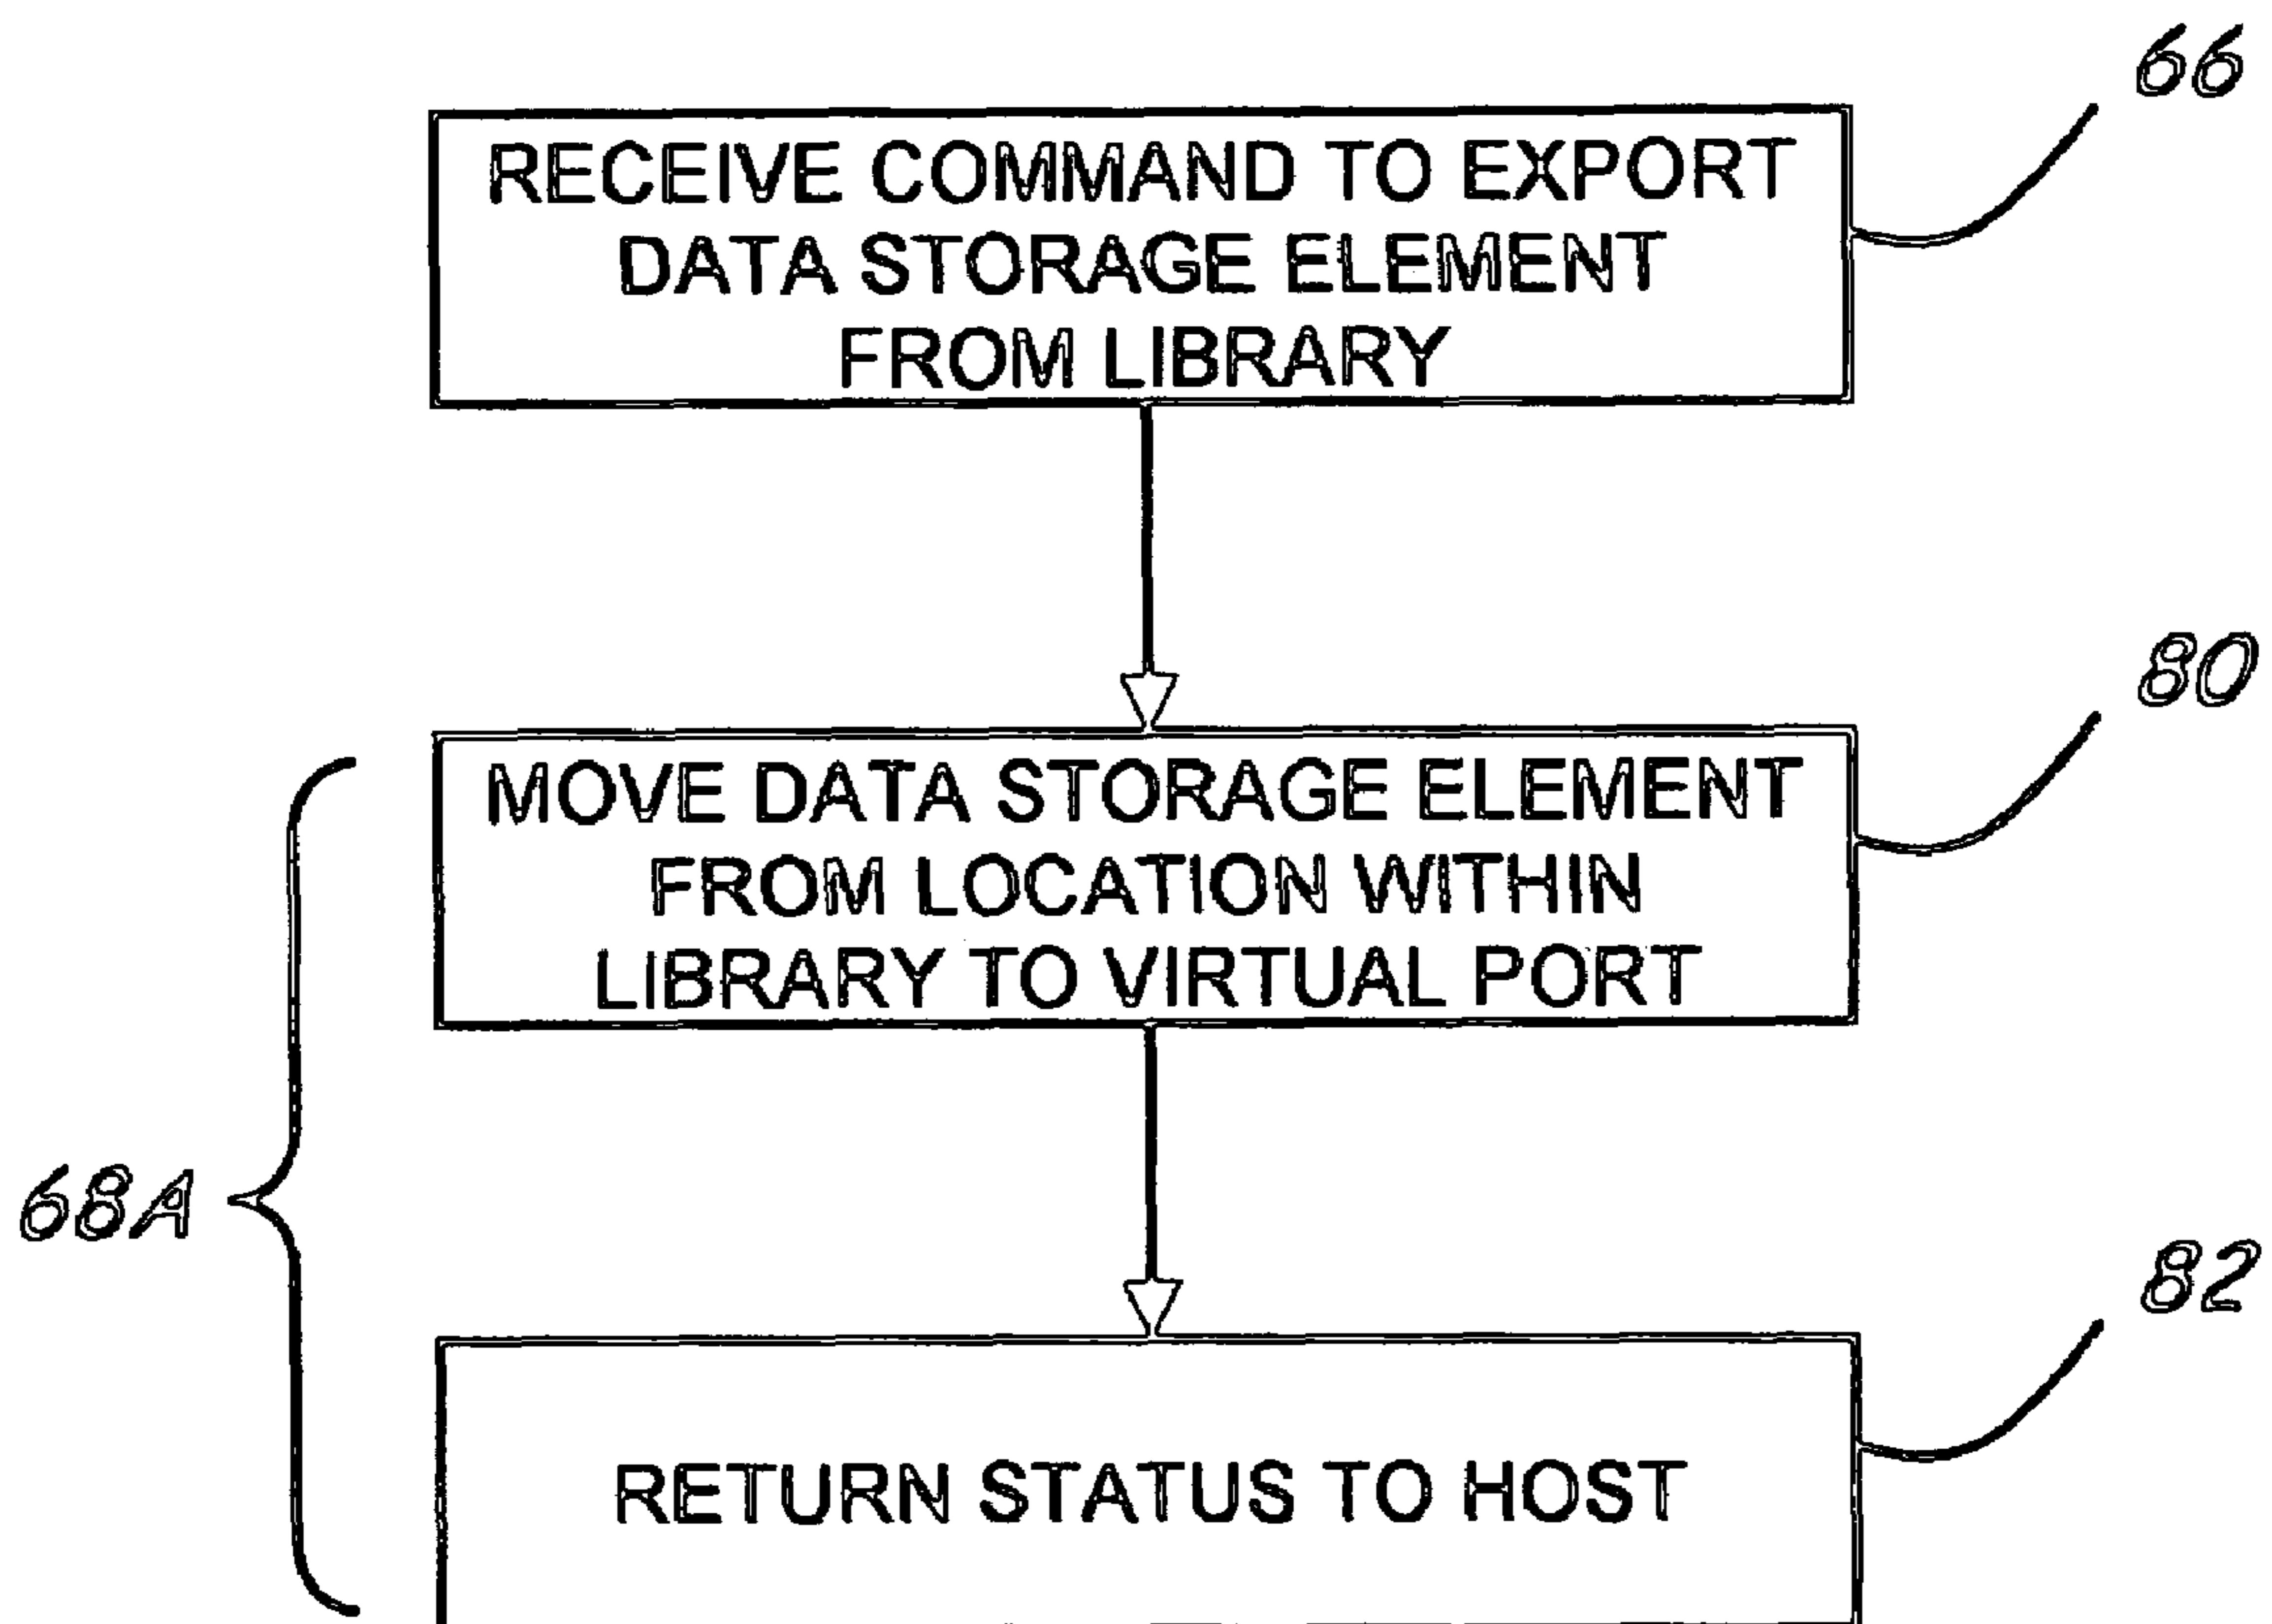 66
RECEIVE COMMAND TO EXPORT
DATA STORAGE ELEMENT
FROM LIBRARY
80
MOVE DATA STORAGE ELEMENT
FROM LOCATION WITHIN
LIBRARY TO VIRTUAL PORT
68A
82
RETURN STATUS TO HOST